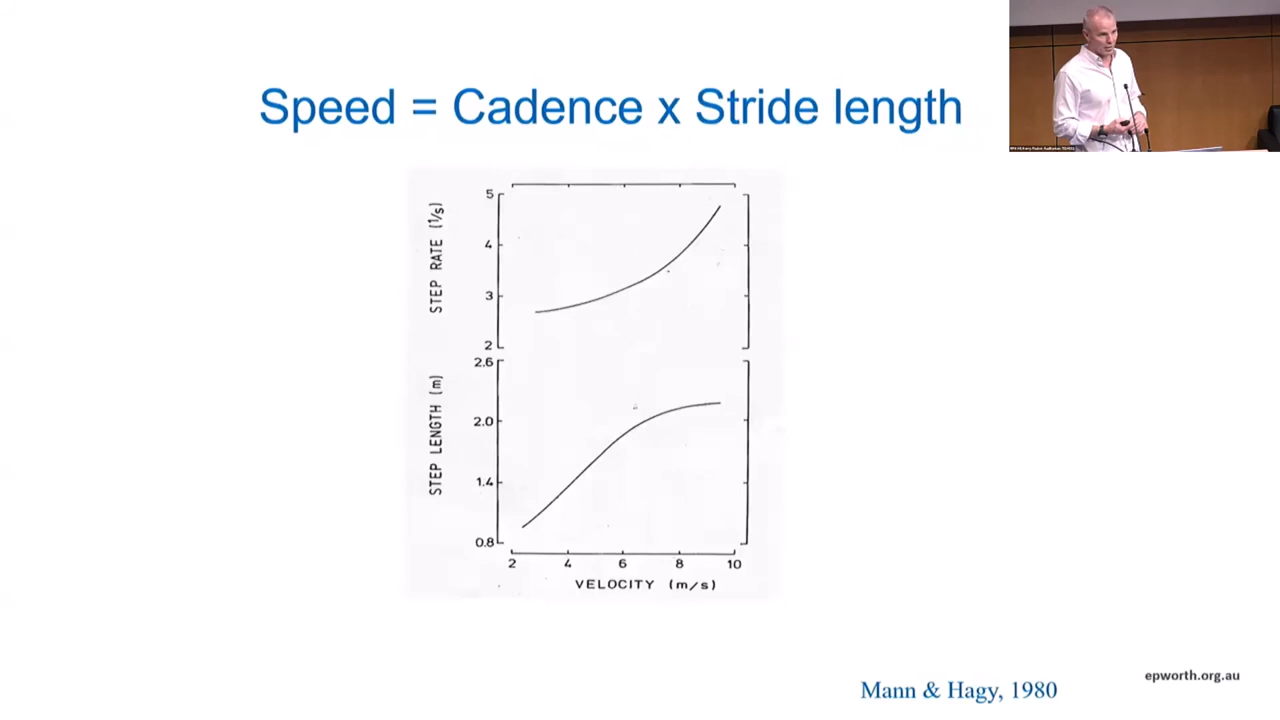 Speed = Cadence x Stride length
STEP RATE (1/s)
5
4
3
2
STEP LENGTH (m)
2.6
2.0
1.4
0.8
2 4 6 8 10
VELOCITY (m/s)
Mann & Hagy, 1980
epworth.org.au